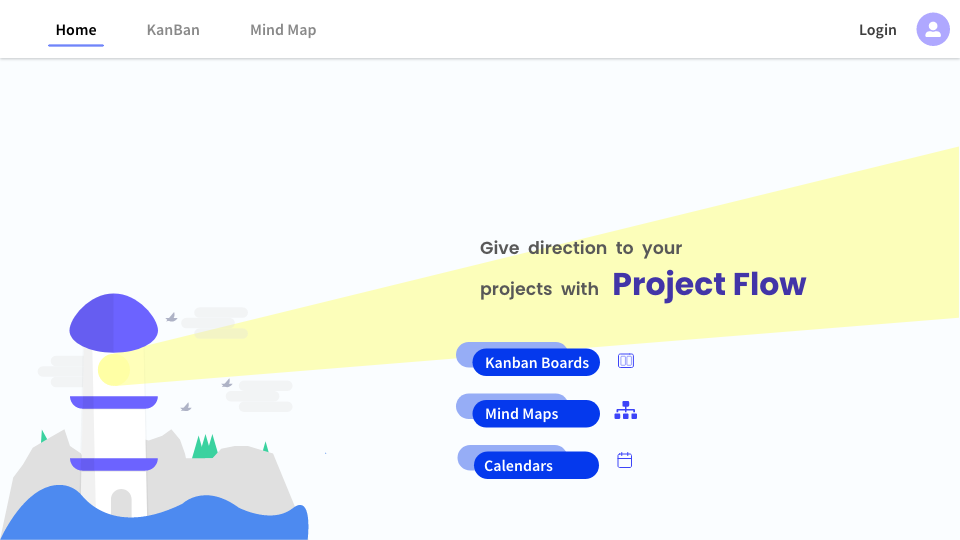 Home KanBan Mind Map Login
Give direction to your
projects with Project Flow
Kanban Boards
Mind Maps
Calendars